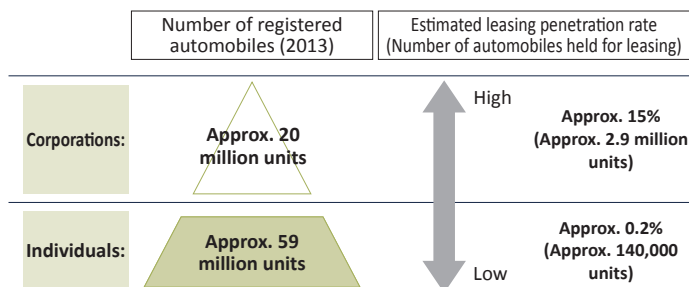 Number of registered
automobiles (2013)
Estimated leasing penetration rate
(Number of automobiles held for leasing)
Corporations:
Approx. 20
million units
High
Approx. 15%
(Approx. 2.9 million
units)
Individuals:
Approx. 59
million units
Low
Approx. 0.2%
(Approx. 140,000
units)